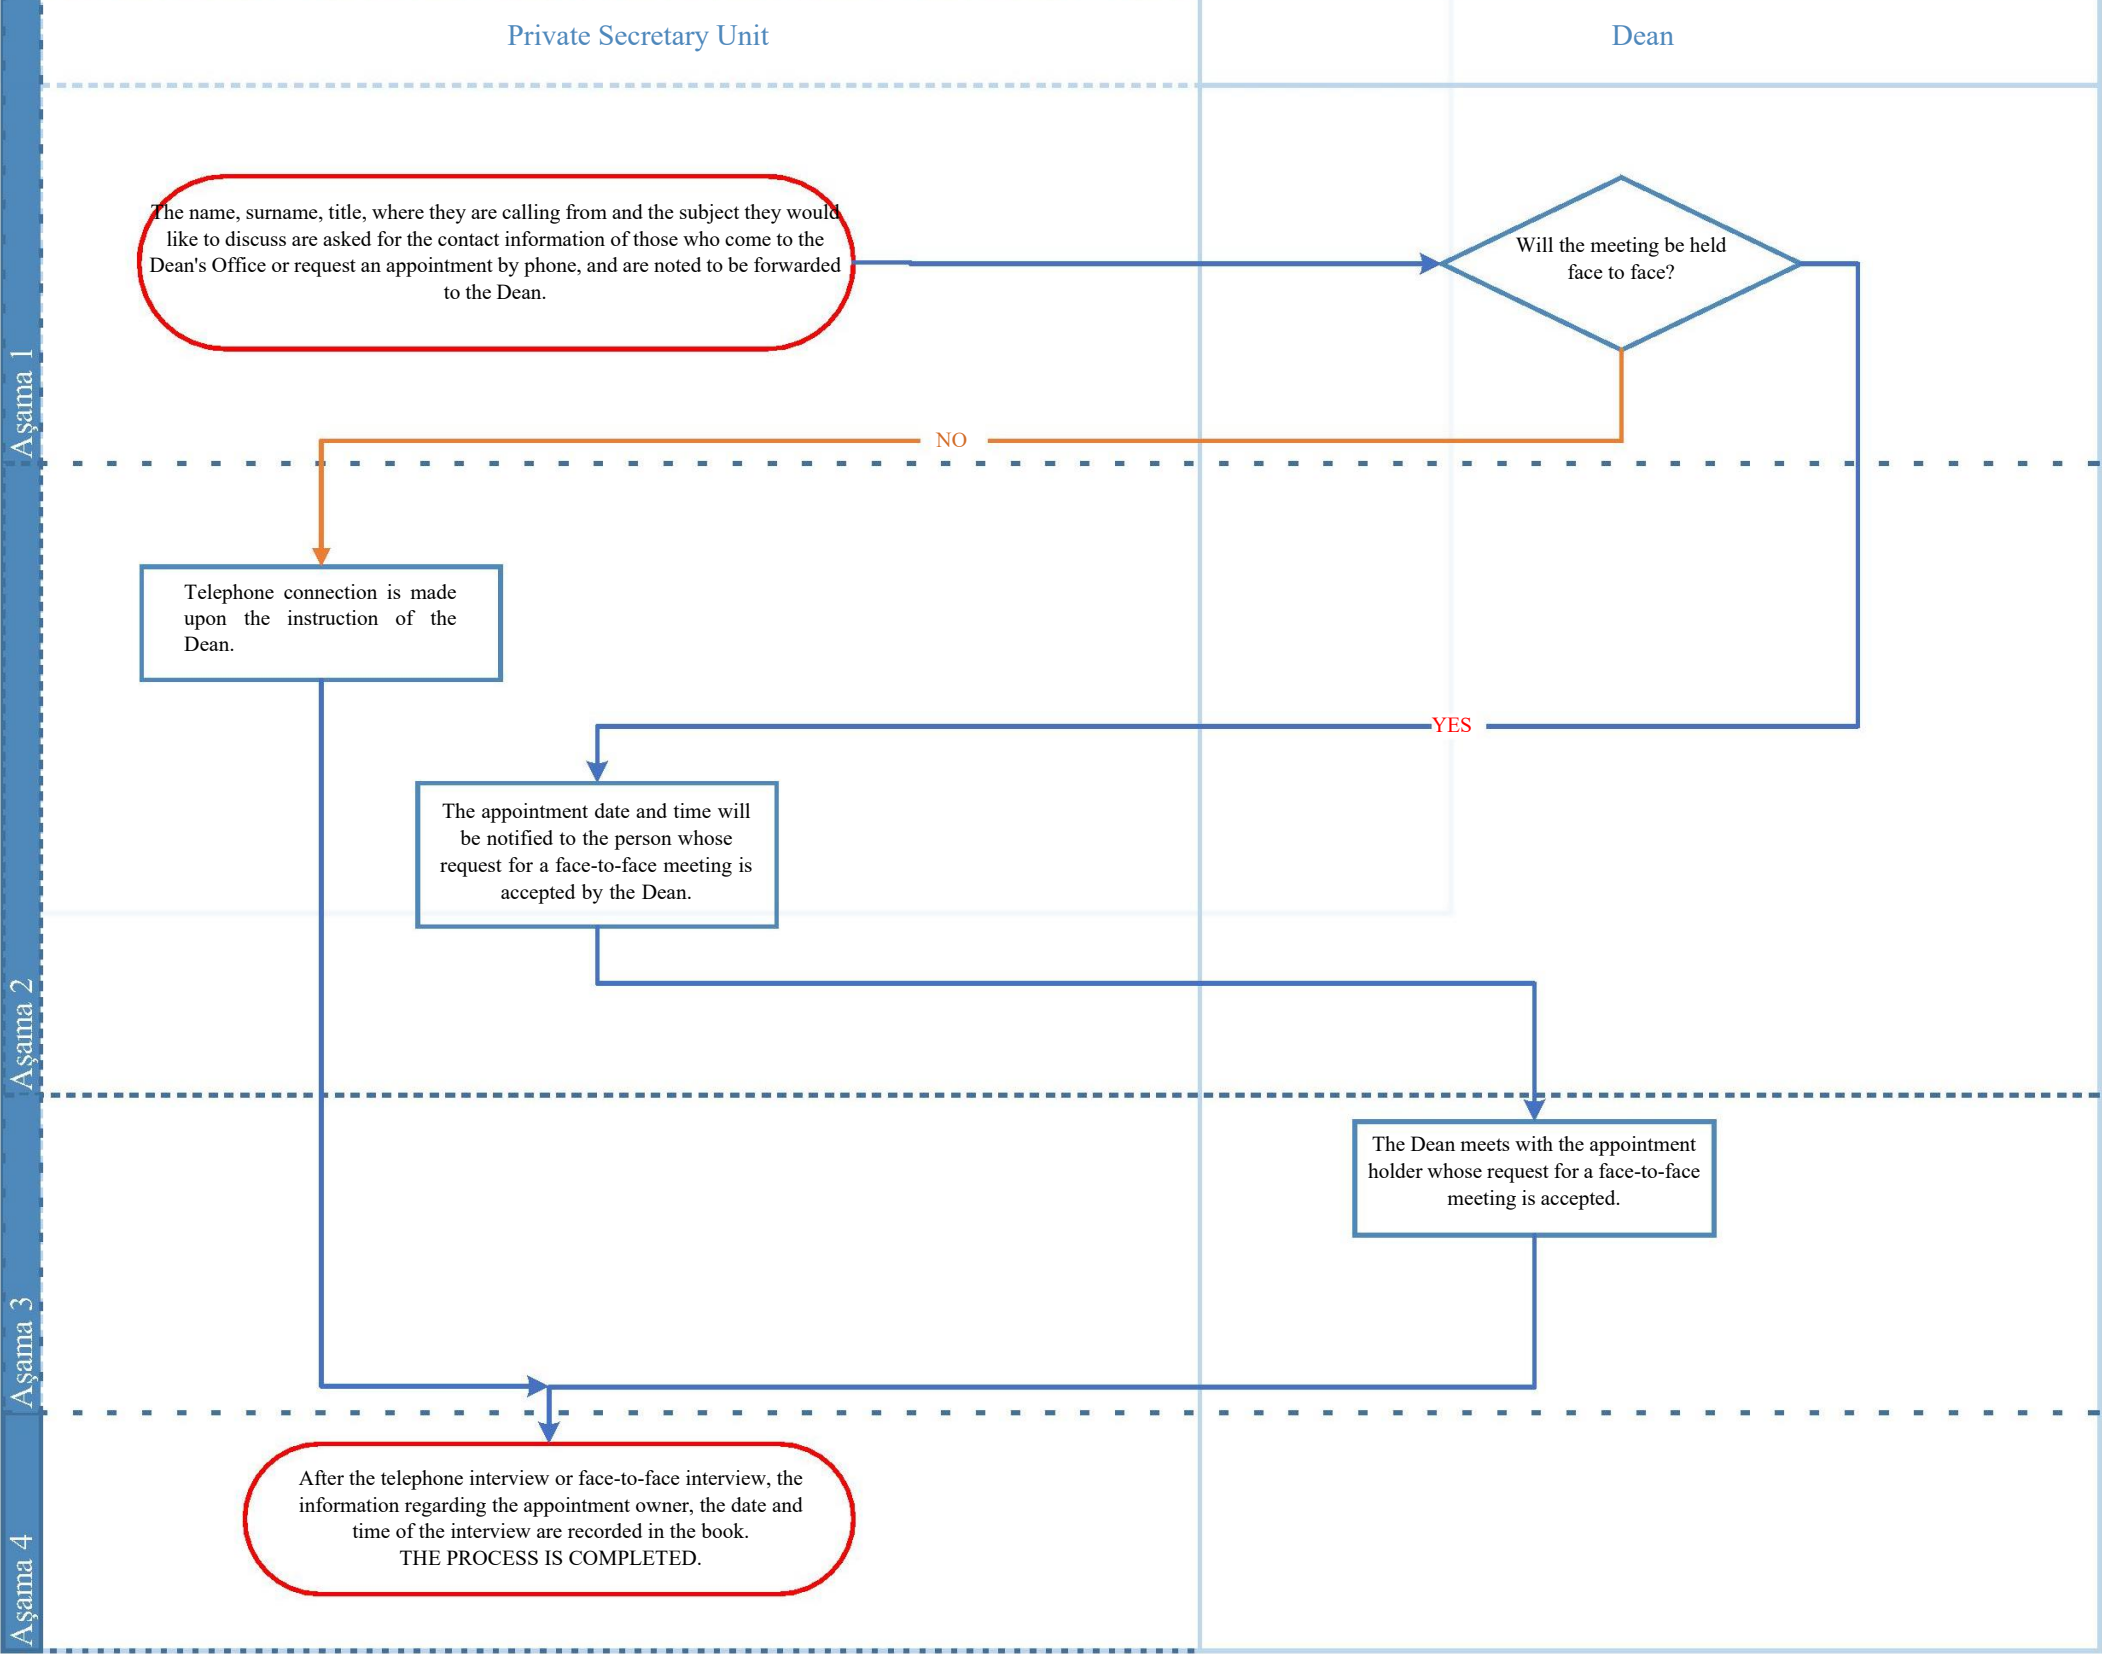 Private Secretary Unit
Dean
The name, surname, title, where they are calling from and the subject they would
like to discuss are asked for the contact information of those who come to the
Dean's Office or request an appointment by phone, and are noted to be forwarded
to the Dean.
Will the meeting be held
face to face?
Aşama 1
NO
Telephone connection is made
upon the instruction of the
Dean.
YES
The appointment date and time will
be notified to the person whose
request for a face-to-face meeting is
accepted by the Dean.
Aşama 2
The Dean meets with the appointment
holder whose request for a face-to-face
meeting is accepted.
Aşama 3
After the telephone interview or face-to-face interview, the
information regarding the appointment owner, the date and
time of the interview are recorded in the book.
THE PROCESS IS COMPLETED.
Aşama 4